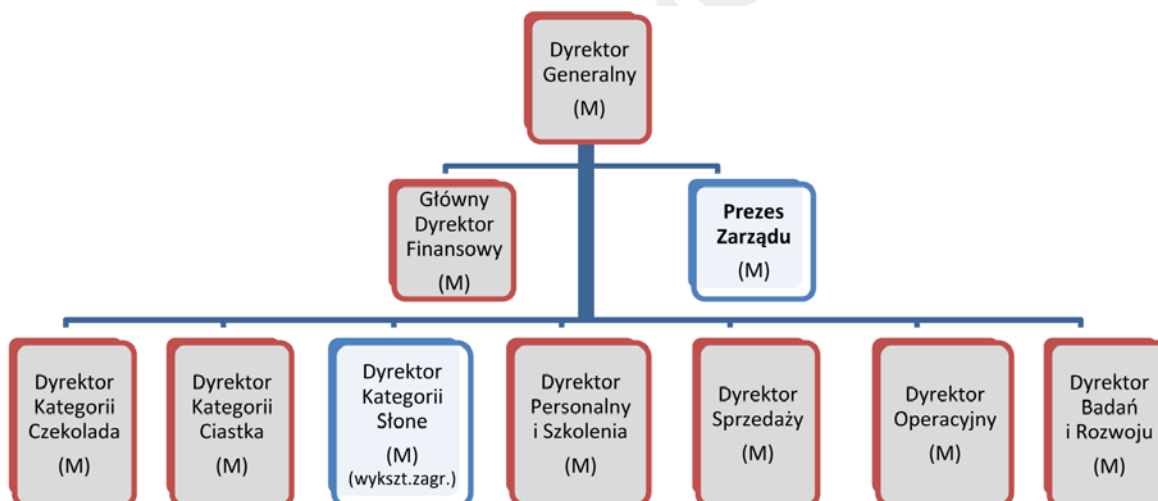 Dyrektor
Generalny
(M)
Główny
Dyrektor
Finansowy
(M)
Prezes
Zarządu
(M)
Dyrektor
Kategorii
Czekolada
(M)
Dyrektor
Kategorii
Ciastka
(M)
Dyrektor
Kategorii
Słone
(M)
(wykszt.zagr.)
Dyrektor
Personalny
i Szkolenia
(M)
Dyrektor
Sprzedaży
(M)
Dyrektor
Operacyjny
(M)
Dyrektor
Badań
i Rozwoju
(M)